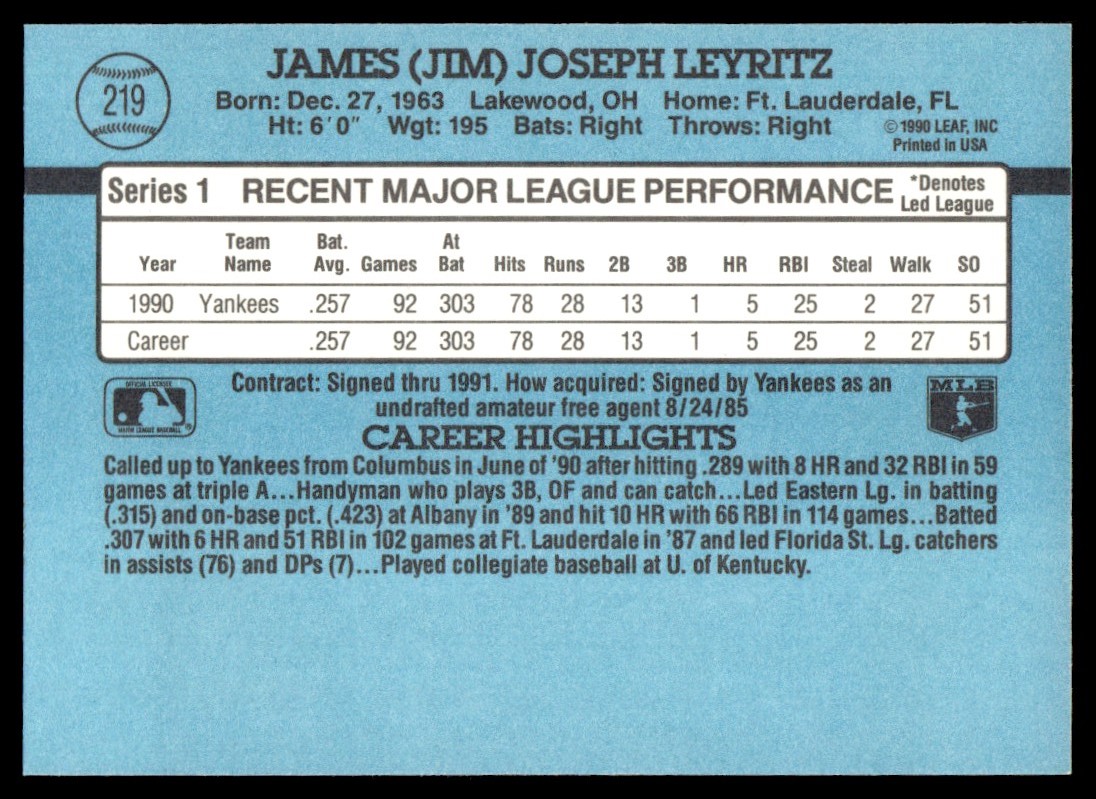 219
JAMES (JIM) JOSEPH LEYRITZ
Born: Dec. 27, 1963 Lakewood, OH Home: Ft. Lauderdale, FL
Ht: 6'0" Wgt: 195 Bats: Right Throws: Right
© 1990 LEAF, INC
Printed in USA
Series 1 RECENT MAJOR LEAGUE PERFORMANCE *Denotes
Led League
Team Bat. At
Year Name Avg. Games Bat Hits Runs 2B 3B HR RBI Steal Walk SO
1990 Yankees .257 92 303 78 28 13 1 5 25 2 27 51
Career .257 92 303 78 28 13 1 5 25 2 27 51
OFFICIAL LICENSEE
MAJOR LEAGUE BASEBALL ®
Contract: Signed thru 1991. How acquired: Signed by Yankees as an
undrafted amateur free agent 8/24/85
MLB
CAREER HIGHLIGHTS
Called up to Yankees from Columbus in June of '90 after hitting .289 with 8 HR and 32 RBI in 59
games at triple A...Handyman who plays 3B, OF and can catch...Led Eastern Lg. in batting
(.315) and on-base pct. (.423) at Albany in '89 and hit 10 HR with 66 RBI in 114 games...Batted
.307 with 6 HR and 51 RBI in 102 games at Ft. Lauderdale in '87 and led Florida St. Lg. catchers
in assists (76) and DPs (7)...Played collegiate baseball at U. of Kentucky.